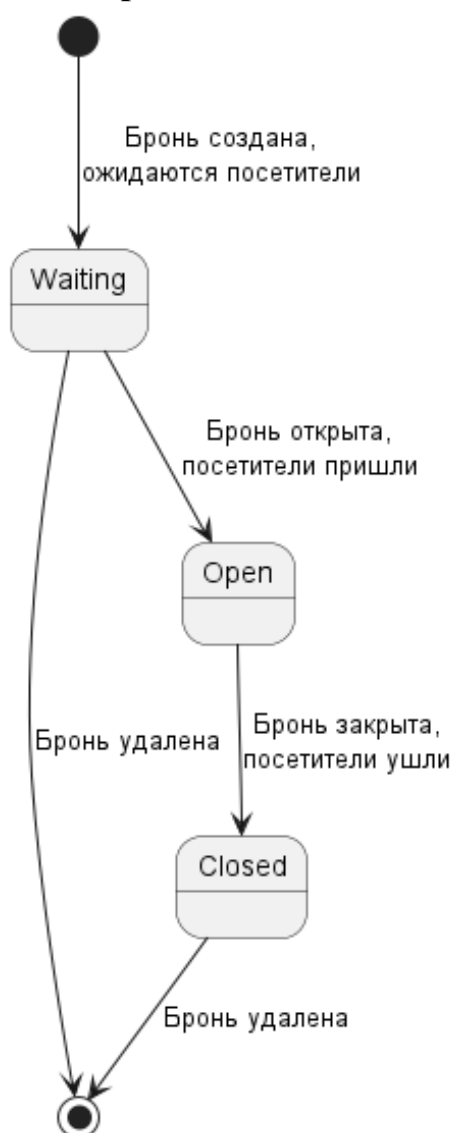 Бронь создана,
ожидаются посетители
Waiting
Бронь открыта,
посетители пришли
Open
Бронь удалена
Бронь закрыта,
посетители ушли
Closed
Бронь удалена